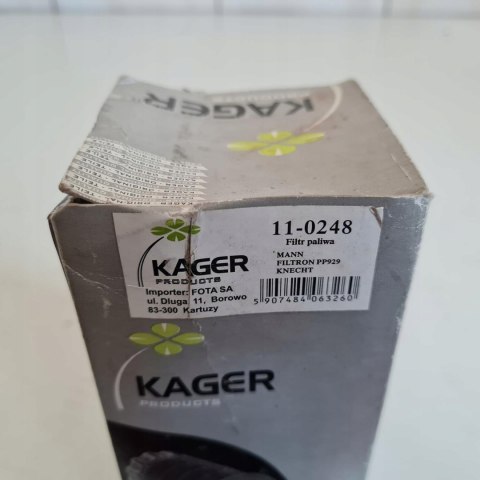 KAGER
11-0248
Filtr paliwa
KAGER
PRODUCTS
MANN
FILTRON PP929
KNECHT
Importer: FOTA SA
ul. Dluga 11, Borowo
83-300 Kartuzy
5 907484 063260
KAGER
PRODUCTS